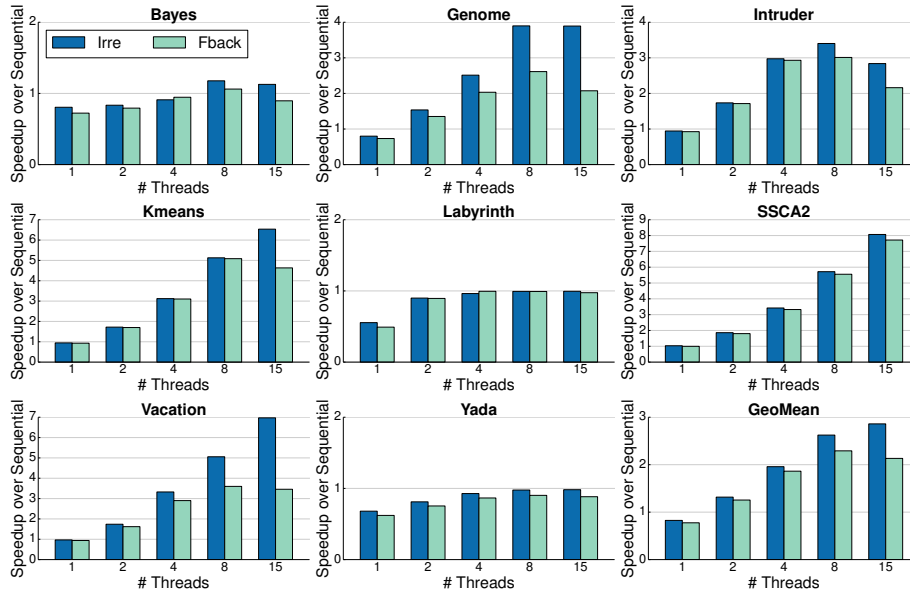 Bayes
Speedup over Sequential
2
1
0
Irre
Fback
1 2 4 8 15
# Threads
Genome
Speedup over Sequential
4
3
2
1
0
1 2 4 8 15
# Threads
Intruder
Speedup over Sequential
4
3
2
1
0
1 2 4 8 15
# Threads
Kmeans
Speedup over Sequential
7
6
5
4
3
2
1
0
1 2 4 8 15
# Threads
Labyrinth
Speedup over Sequential
2
1
0
1 2 4 8 15
# Threads
SSCA2
Speedup over Sequential
9
8
7
6
5
4
3
2
1
0
1 2 4 8 15
# Threads
Vacation
Speedup over Sequential
7
6
5
4
3
2
1
0
1 2 4 8 15
# Threads
Yada
Speedup over Sequential
2
1
0
1 2 4 8 15
# Threads
GeoMean
Speedup over Sequential
3
2
1
0
1 2 4 8 15
# Threads